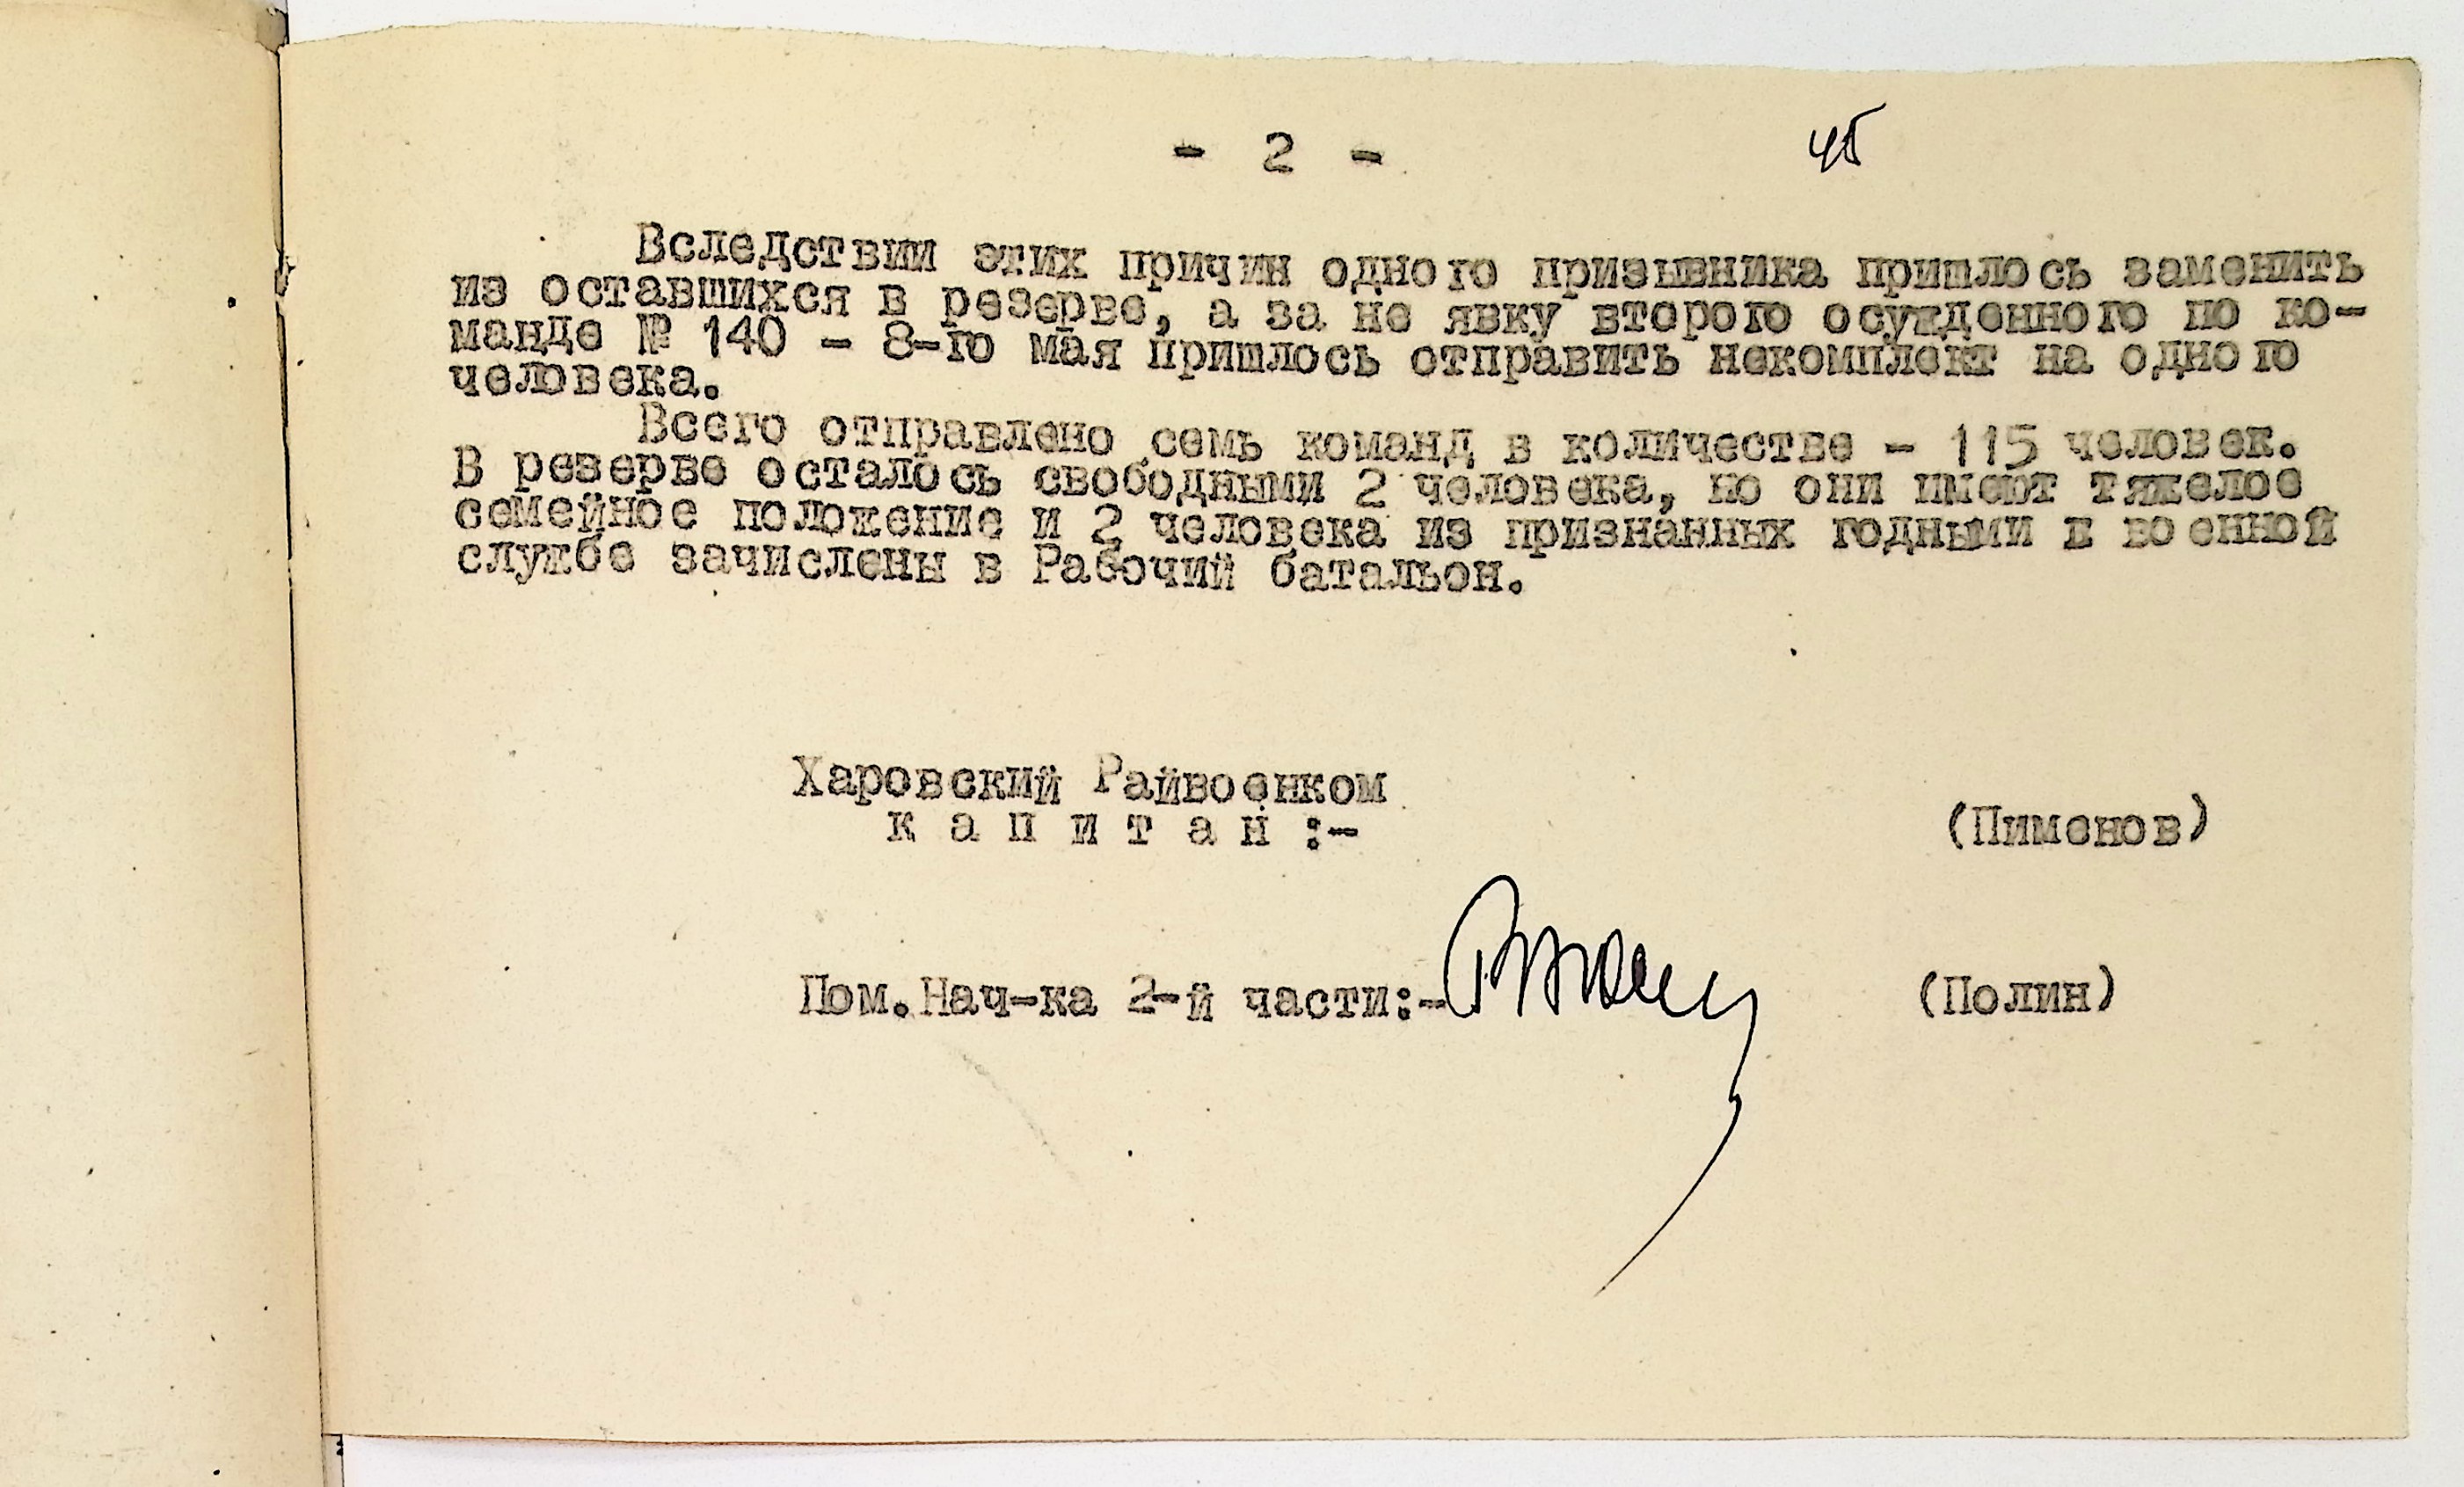 - 2 -
45
Вследствии этих причин одного призывника пришлось заменить
из оставшихся в резерве, а за не явку второго осужденного по ко-
манде № 140 - 8-го мая пришлось отправить некомплект на одного
человека.
Всего отправлено семь команд в количестве - 115 человек.
В резерве осталось свободными 2 человека, но они имеют тяжелое
семейное положение и 2 человека из признанных годными в военной
службе зачислены в Рабочий батальон.
Харовский Райвоенком
к а п и т а н :-
(Пименов)
Пом.Нач-ка 2-й части:-
(Полин)